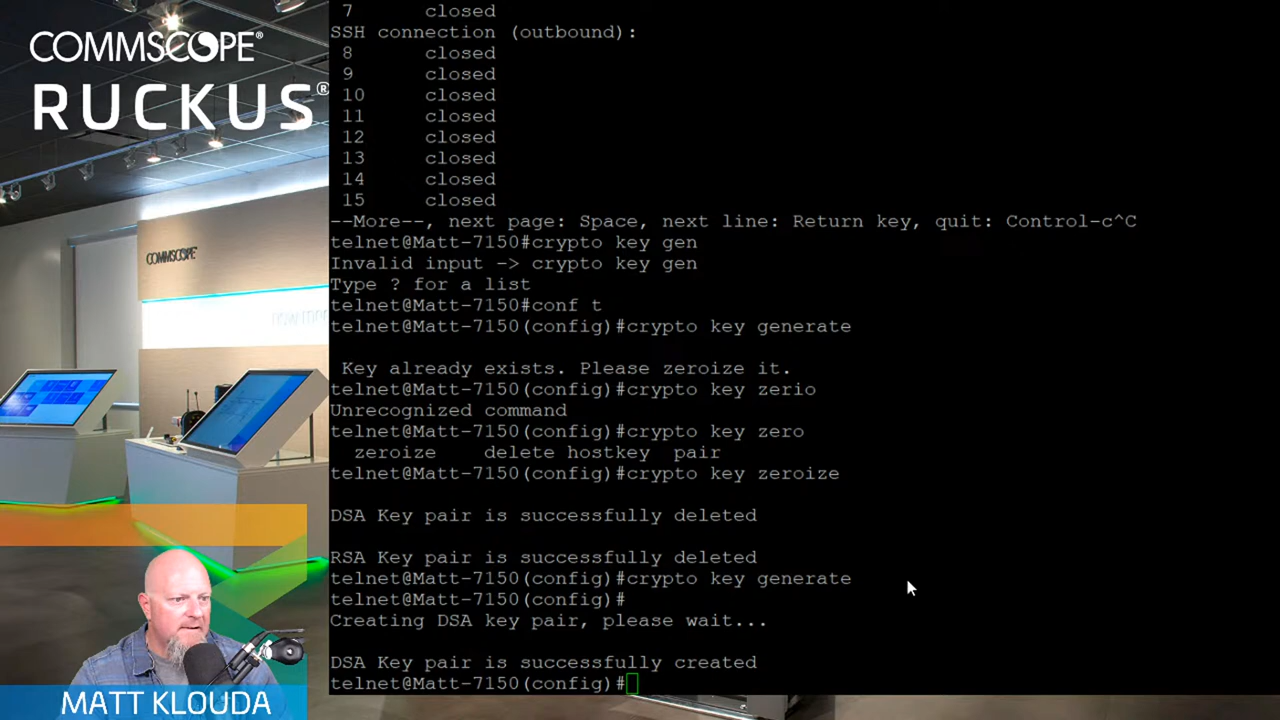 COMMSCOPE®
RUCKUS®
COMMSCOPE
MATT KLOUDA
7 closed
SSH connection (outbound):
8 closed
9 closed
10 closed
11 closed
12 closed
13 closed
14 closed
15 closed
--More--, next page: Space, next line: Return key, quit: Control-c^C
telnet@Matt-7150#crypto key gen
Invalid input -> crypto key gen
Type ? for a list
telnet@Matt-7150#conf t
telnet@Matt-7150(config)#crypto key generate
Key already exists. Please zeroize it.
telnet@Matt-7150(config)#crypto key zerio
Unrecognized command
telnet@Matt-7150(config)#crypto key zero
zeroize delete hostkey pair
telnet@Matt-7150(config)#crypto key zeroize
DSA Key pair is successfully deleted
RSA Key pair is successfully deleted
telnet@Matt-7150(config)#crypto key generate
telnet@Matt-7150(config)#
Creating DSA key pair, please wait...
DSA Key pair is successfully created
telnet@Matt-7150(config)#